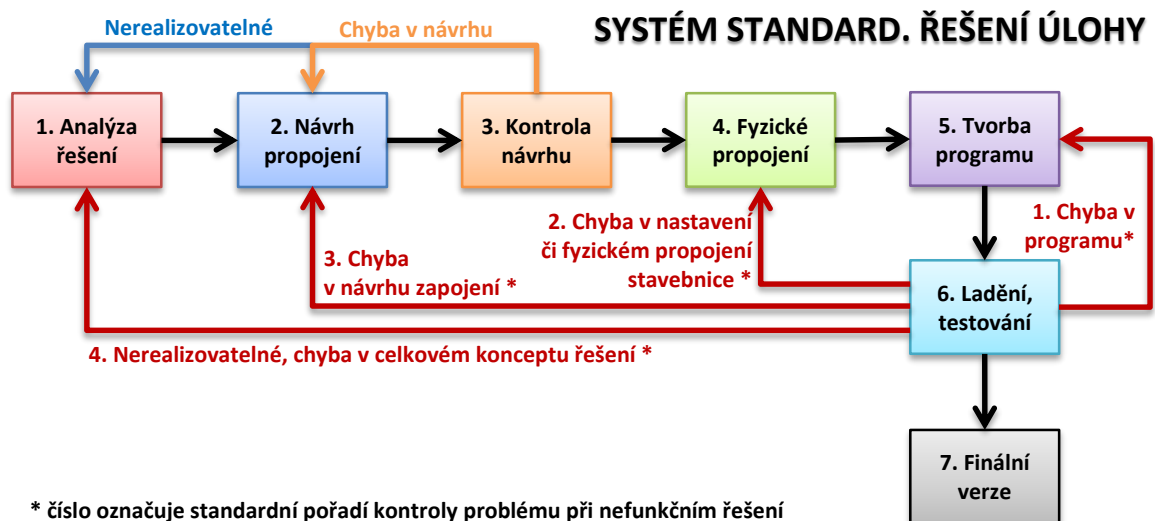 SYSTÉM STANDARD. ŘEŠENÍ ÚLOHY
Nerealizovatelné
Chyba v návrhu
1. Analýza
řešení
2. Návrh
propojení
3. Kontrola
návrhu
4. Fyzické
propojení
5. Tvorba
programu
1. Chyba v
programu*
2. Chyba v nastavení
či fyzickém propojení
stavebnice *
3. Chyba
v návrhu zapojení *
6. Ladění,
testování
4. Nerealizovatelné, chyba v celkovém konceptu řešení *
7. Finální
verze
* číslo označuje standardní pořadí kontroly problému při nefunkčním řešení